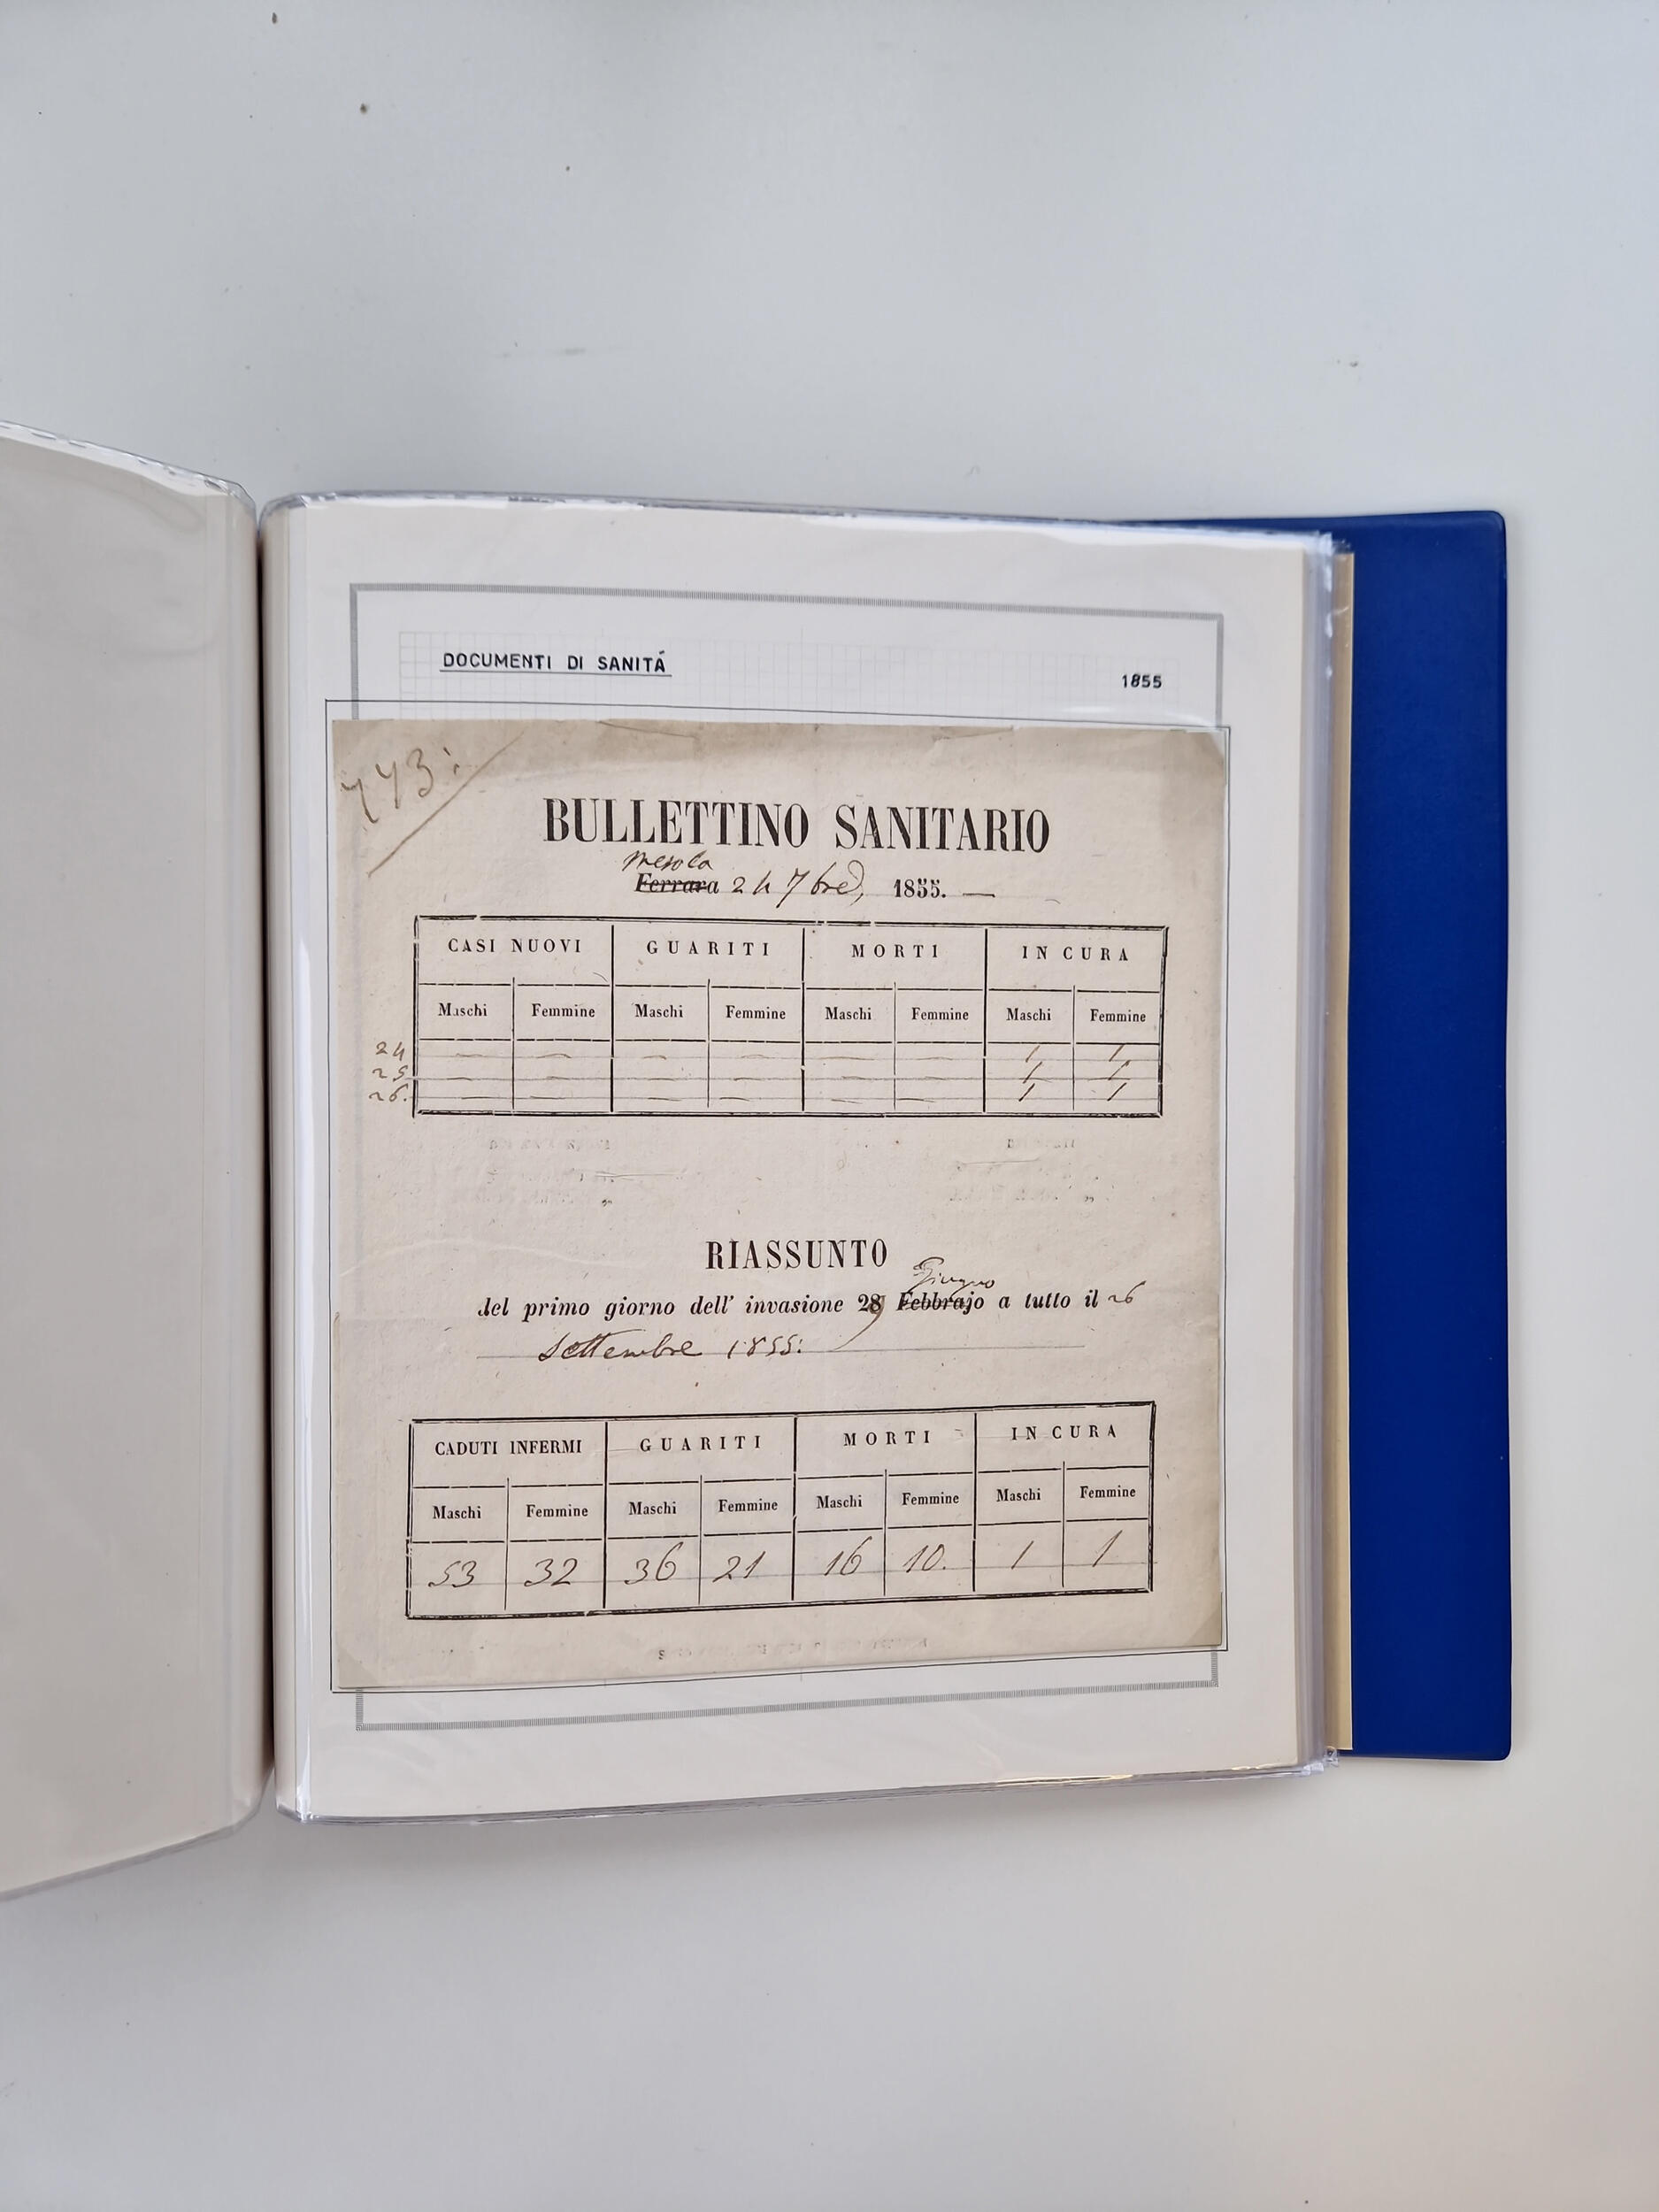 DOCUMENTI DI SANITÁ
1855
BULLETTINO SANITARIO
Mesola
Ferrara 24 7bre, 1855. —
CASI NUOVI GUARITI MORTI IN CURA
Maschi Femmine Maschi Femmine Maschi Femmine Maschi Femmine
24 — — — — — — 1 1
25 — — — — — — 1 1
26. — — — — — — 1 1
RIASSUNTO
Giugno
del primo giorno dell' invasione 29 Febbrajo a tutto il 26
Settembre 1855:
CADUTI INFERMI GUARITI MORTI IN CURA
Maschi Femmine Maschi Femmine Maschi Femmine Maschi Femmine
53 32 36 21 16 10. 1 1